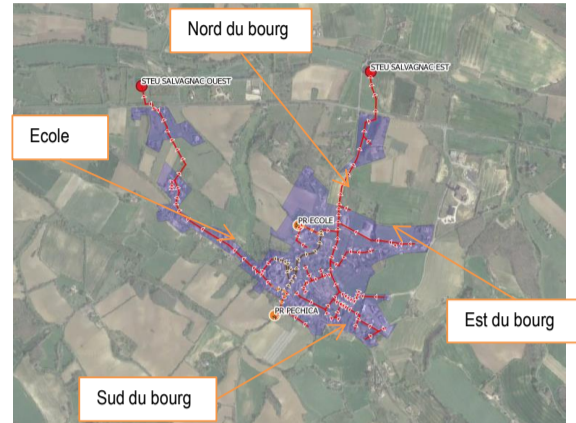 Nord du bourg
STEU SALVAGNAC OUEST
STEU SALVAGNAC EST
Ecole
PR ECOLE
PR PECHICA
Est du bourg
Sud du bourg